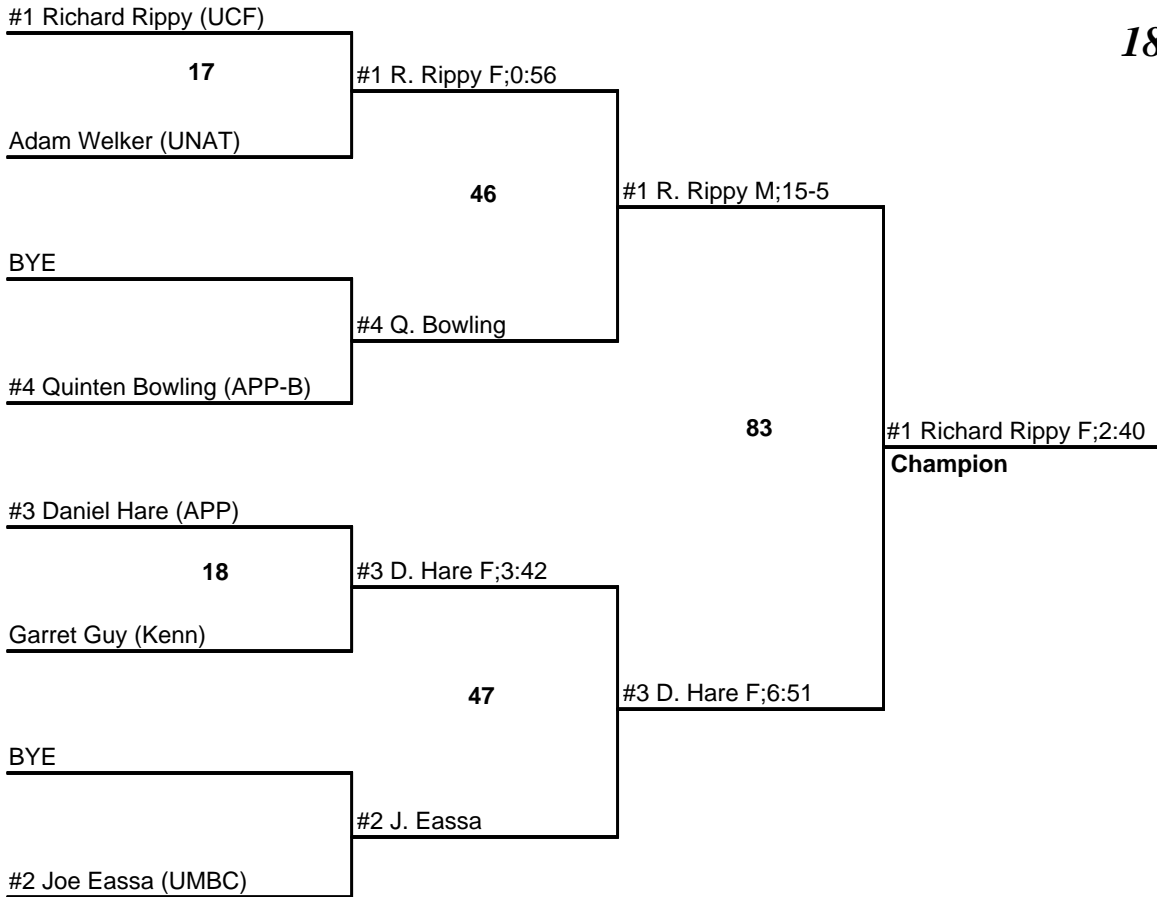 #1 Richard Rippy (UCF)
18
17
#1 R. Rippy F;0:56
Adam Welker (UNAT)
46
#1 R. Rippy M;15-5
BYE
#4 Q. Bowling
#4 Quinten Bowling (APP-B)
83
#1 Richard Rippy F;2:40
Champion
#3 Daniel Hare (APP)
18
#3 D. Hare F;3:42
Garret Guy (Kenn)
47
#3 D. Hare F;6:51
BYE
#2 J. Eassa
#2 Joe Eassa (UMBC)